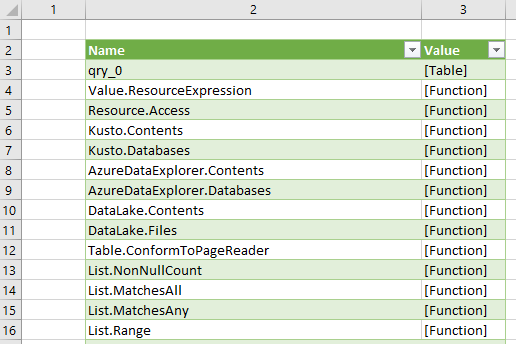 1 2 3
1
2 Name Value
3 qry_0 [Table]
4 Value.ResourceExpression [Function]
5 Resource.Access [Function]
6 Kusto.Contents [Function]
7 Kusto.Databases [Function]
8 AzureDataExplorer.Contents [Function]
9 AzureDataExplorer.Databases [Function]
10 DataLake.Contents [Function]
11 DataLake.Files [Function]
12 Table.ConformToPageReader [Function]
13 List.NonNullCount [Function]
14 List.MatchesAll [Function]
15 List.MatchesAny [Function]
16 List.Range [Function]